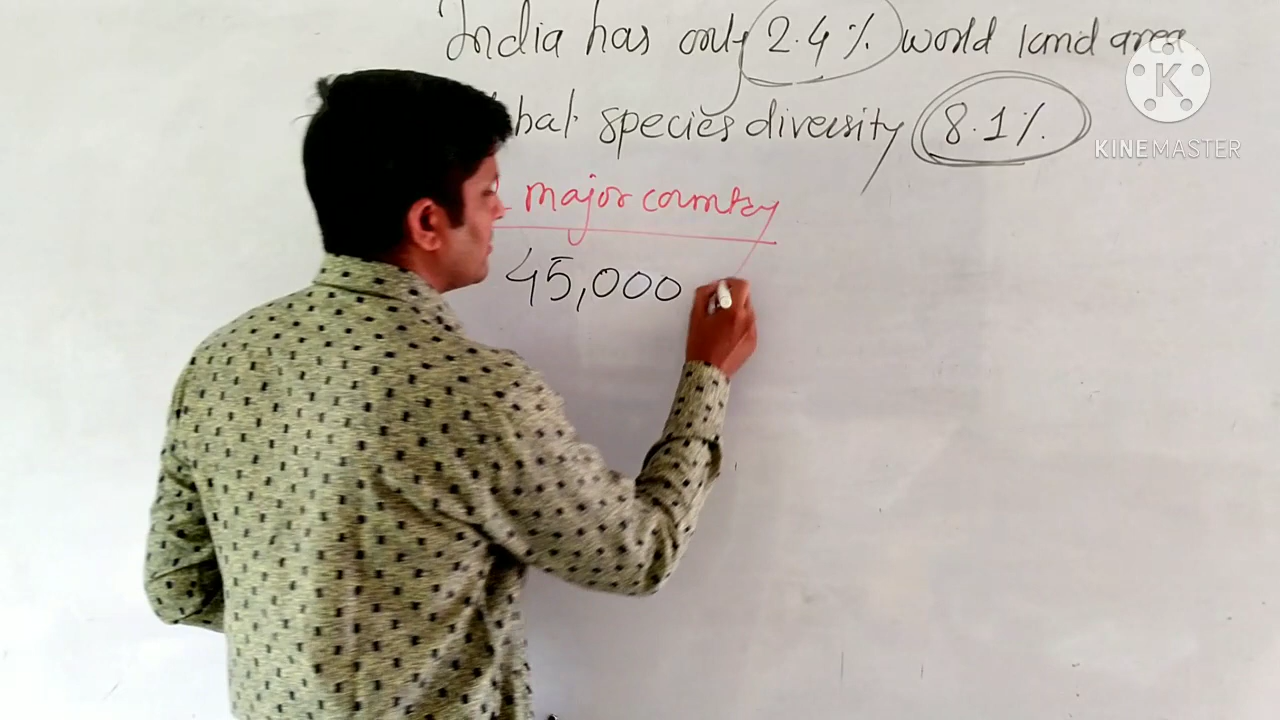 India has only 2.4% world land area
species diversity 8.1%
major country
45,000
K
KINEMASTER